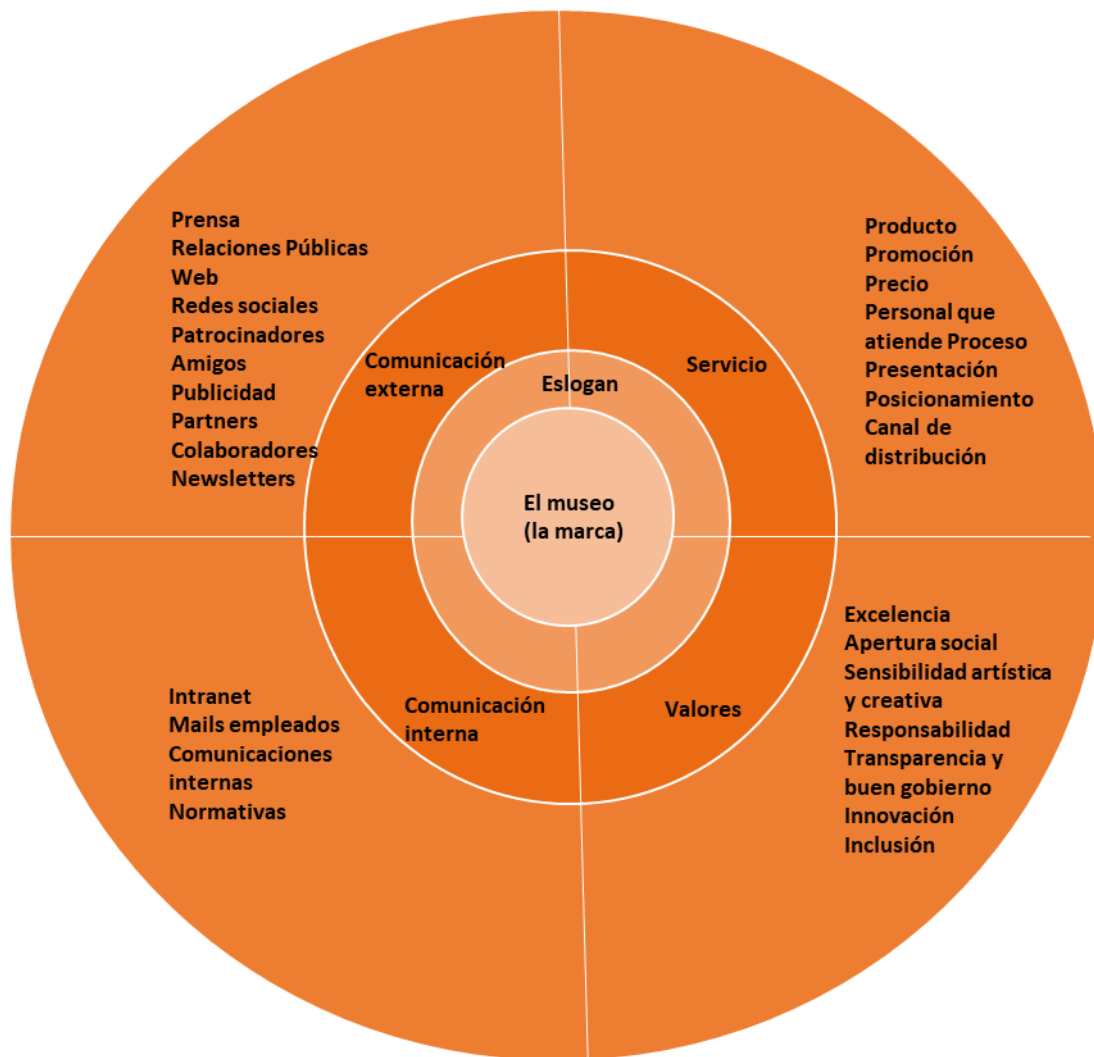 Prensa
Relaciones Públicas
Web
Redes sociales
Patrocinadores
Amigos
Publicidad
Partners
Colaboradores
Newsletters
Producto
Promoción
Precio
Personal que
atiende Proceso
Presentación
Posicionamiento
Canal de
distribución
Comunicación
externa
Eslogan
Servicio
El museo
(la marca)
Comunicación
interna
Valores
Intranet
Mails empleados
Comunicaciones
internas
Normativas
Excelencia
Apertura social
Sensibilidad artística
y creativa
Responsabilidad
Transparencia y
buen gobierno
Innovación
Inclusión